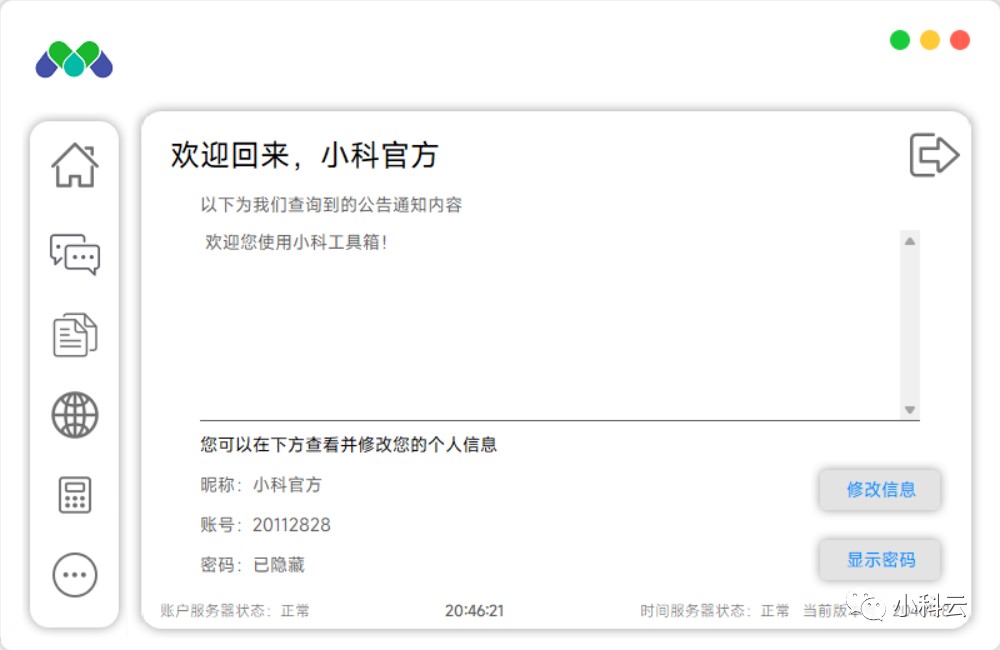 欢迎回来，小科官方
以下为我们查询到的公告通知内容
欢迎您使用小科工具箱！
您可以在下方查看并修改您的个人信息
昵称：小科官方
修改信息
账号：20112828
密码：已隐藏
显示密码
账户服务器状态：正常
20:46:21
时间服务器状态：正常
当前版
小科云